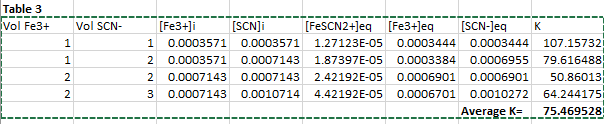 Table 3
Vol Fe3+ Vol SCN- [Fe3+]i [SCN]i [FeSCN2+]eq [Fe3+]eq [SCN-]eq K
1 1 0.0003571 0.0003571 1.27123E-05 0.0003444 0.0003444 107.15732
1 2 0.0003571 0.0007143 1.87397E-05 0.0003384 0.0006955 79.616488
2 2 0.0007143 0.0007143 2.42192E-05 0.0006901 0.0006901 50.86013
2 3 0.0007143 0.0010714 4.42192E-05 0.0006701 0.0010272 64.244175
Average K= 75.469528